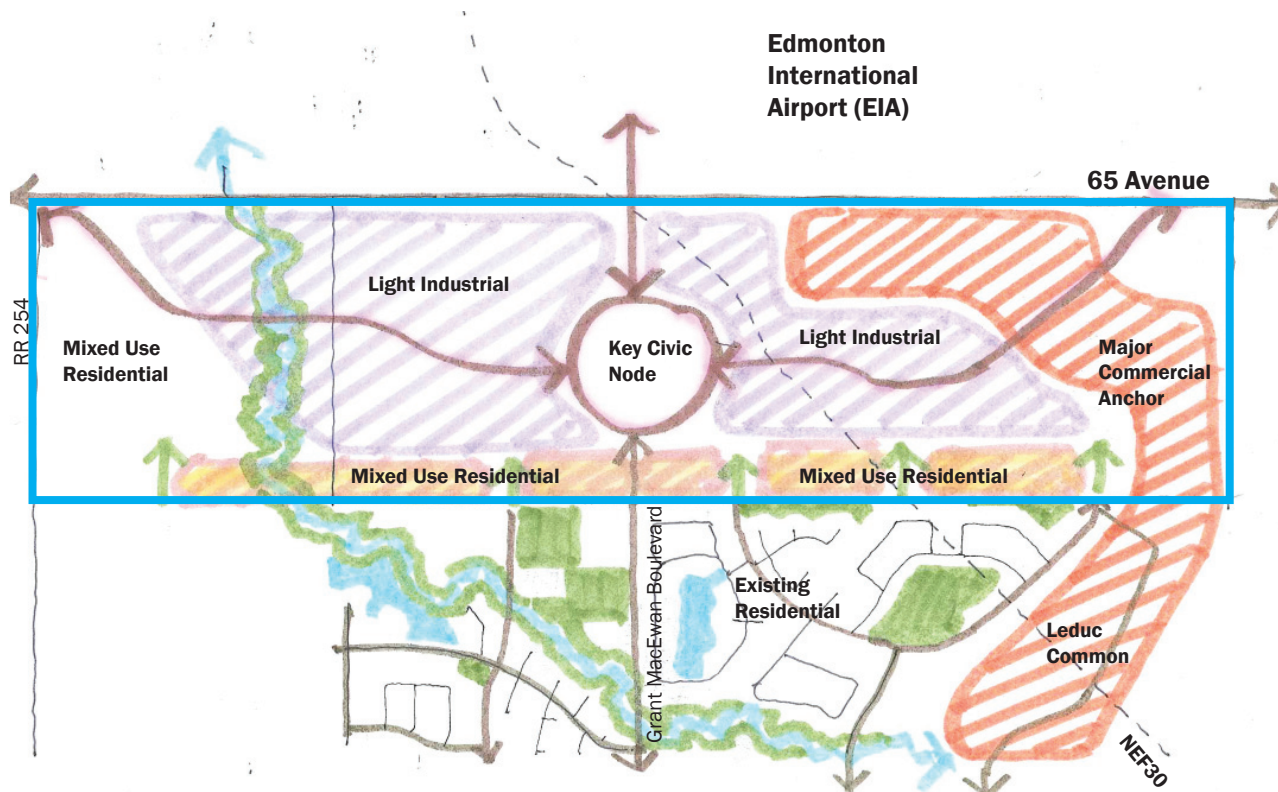 Edmonton
International
Airport (EIA)
65 Avenue
RR 254
Light Industrial
Mixed Use
Residential
Key Civic
Node
Light Industrial
Major
Commercial
Anchor
Mixed Use Residential
Mixed Use Residential
Grant MacEwan Boulevard
Existing
Residential
Leduc
Common
NEF30